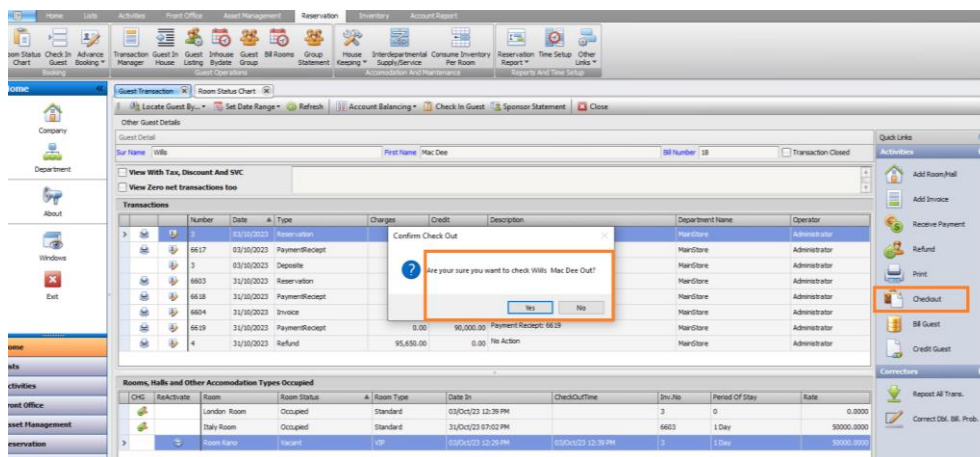 Home Lists Activities Front Office Asset Management Reservation Inventory Account Report
oom Status Chart Check In Guest Advance Booking
Transaction Manager Guest In House Guest Listing Inhouse Bydate Guest Group Bill Rooms Group Statement
House Keeping Interdepartmental Supply/Service Consume Inventory Per Room
Reservation Report Time Setup Other Links
Booking Guest Operations Accomodation And Maintenance Reports And Time Setup
ome
Company
Department
About
Windows
Exit
ome
sts
ctivities
ront Office
sset Management
eservation
Guest Transaction Room Status Chart
Locate Guest By... Set Date Range Refresh Account Balancing Check In Guest Sponsor Statement Close
Other Guest Details
Guest Detail
Sur Name Wills First Name Mac Dee Bill Number 18 Transaction Closed
View With Tax, Discount And SVC
View Zero net transactions too
Transactions
Number Date Type Charges Credit Description Department Name Operator
3 03/10/2023 Reservation MainStore Administrator
6617 03/10/2023 PaymentReciept MainStore Administrator
3 03/10/2023 Deposite MainStore Administrator
6603 31/10/2023 Reservation MainStore Administrator
6618 31/10/2023 PaymentReciept MainStore Administrator
6604 31/10/2023 Invoice MainStore Administrator
6619 31/10/2023 PaymentReciept 0.00 90,000.00 Payment Reciept: 6619 MainStore Administrator
4 31/10/2023 Refund 95,650.00 0.00 No Action MainStore Administrator
Confirm Check Out
Are your sure you want to check Wills Mac Dee Out?
Yes No
Rooms, Halls and Other Accomodation Types Occupied
CHG ReActivate Room Room Status Room Type Date In CheckOutTime Inv.No Period Of Stay Rate
London Room Occupied Standard 03/Oct/23 12:39 PM 3 0 0.0000
Italy Room Occupied Standard 31/Oct/23 07:02 PM 6603 1 Day 50000.0000
Room Kano Vacant VIP 03/Oct/23 12:29 PM 03/Oct/23 12:39 PM 3 1 Day 50000.0000
Quick Links
Activities
Add Room/Hall
Add Invoice
Receive Payment
Refund
Print
Checkout
Bill Guest
Credit Guest
Correctors
Repost All Trans.
Correct Dbl. Bill. Prob.